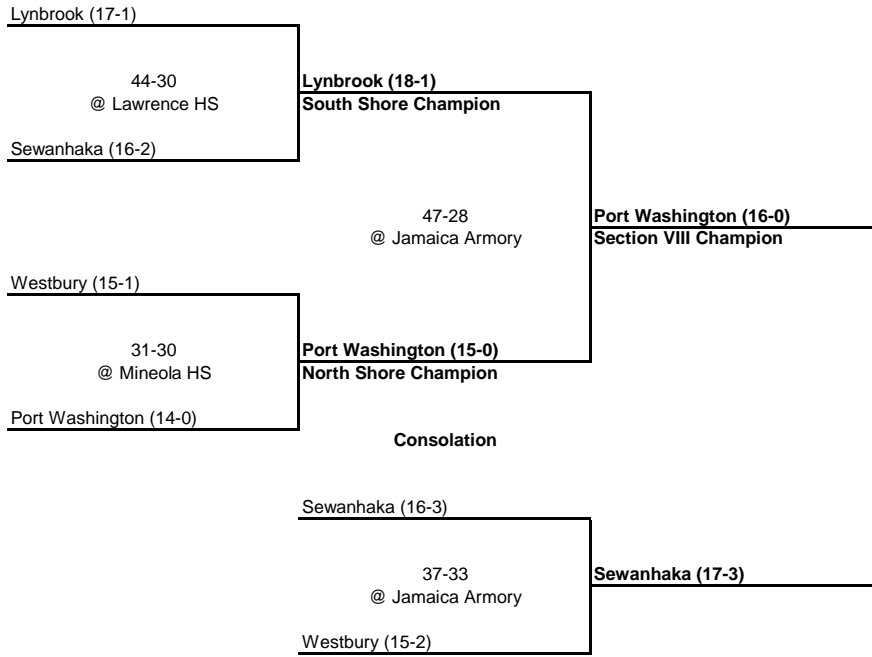 Lynbrook (17-1)
44-30
@ Lawrence HS
Lynbrook (18-1)
South Shore Champion
Sewanhaka (16-2)
47-28
@ Jamaica Armory
Port Washington (16-0)
Section VIII Champion
Westbury (15-1)
31-30
@ Mineola HS
Port Washington (15-0)
North Shore Champion
Port Washington (14-0)
Consolation
Sewanhaka (16-3)
37-33
@ Jamaica Armory
Sewanhaka (17-3)
Westbury (15-2)